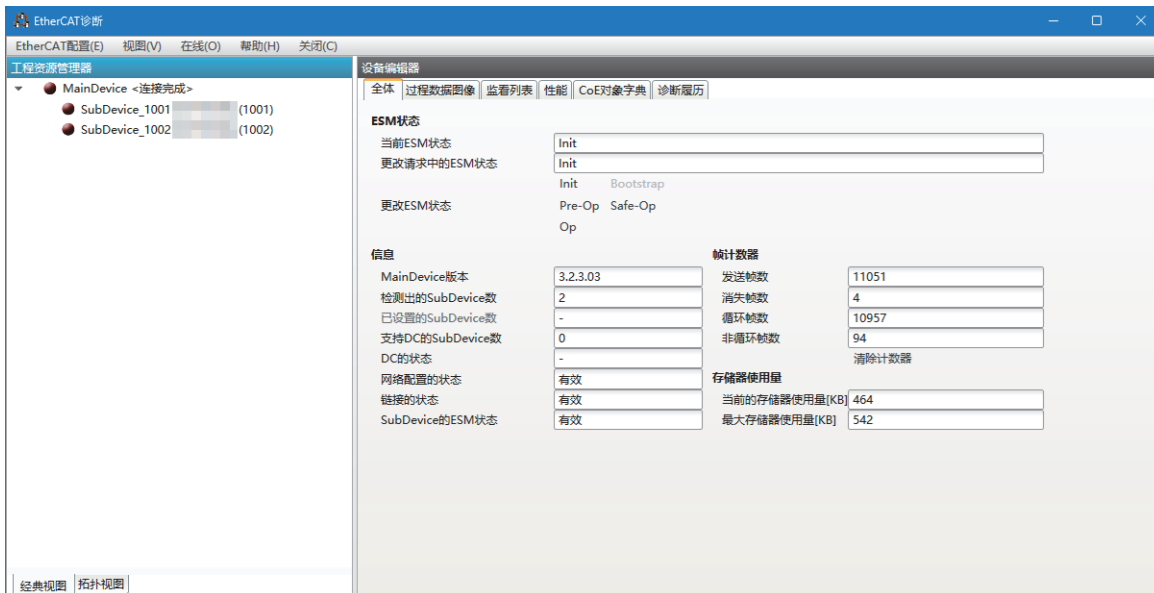 EtherCAT诊断
EtherCAT配置(E) 视图(V) 在线(O) 帮助(H) 关闭(C)
工程资源管理器
MainDevice <连接完成>
SubDevice_1001 (1001)
SubDevice_1002 (1002)
经典视图 拓扑视图
设备编辑器
全体 过程数据图像 监看列表 性能 CoE对象字典 诊断履历
ESM状态
当前ESM状态 Init
更改请求中的ESM状态 Init
Init Bootstrap
更改ESM状态 Pre-Op Safe-Op
Op
信息
MainDevice版本 3.2.3.03
检测出的SubDevice数 2
已设置的SubDevice数 -
支持DC的SubDevice数 0
DC的状态 -
网络配置的状态 有效
链接的状态 有效
SubDevice的ESM状态 有效
帧计数器
发送帧数 11051
消失帧数 4
循环帧数 10957
非循环帧数 94
清除计数器
存储器使用量
当前的存储器使用量[KB] 464
最大存储器使用量[KB] 542